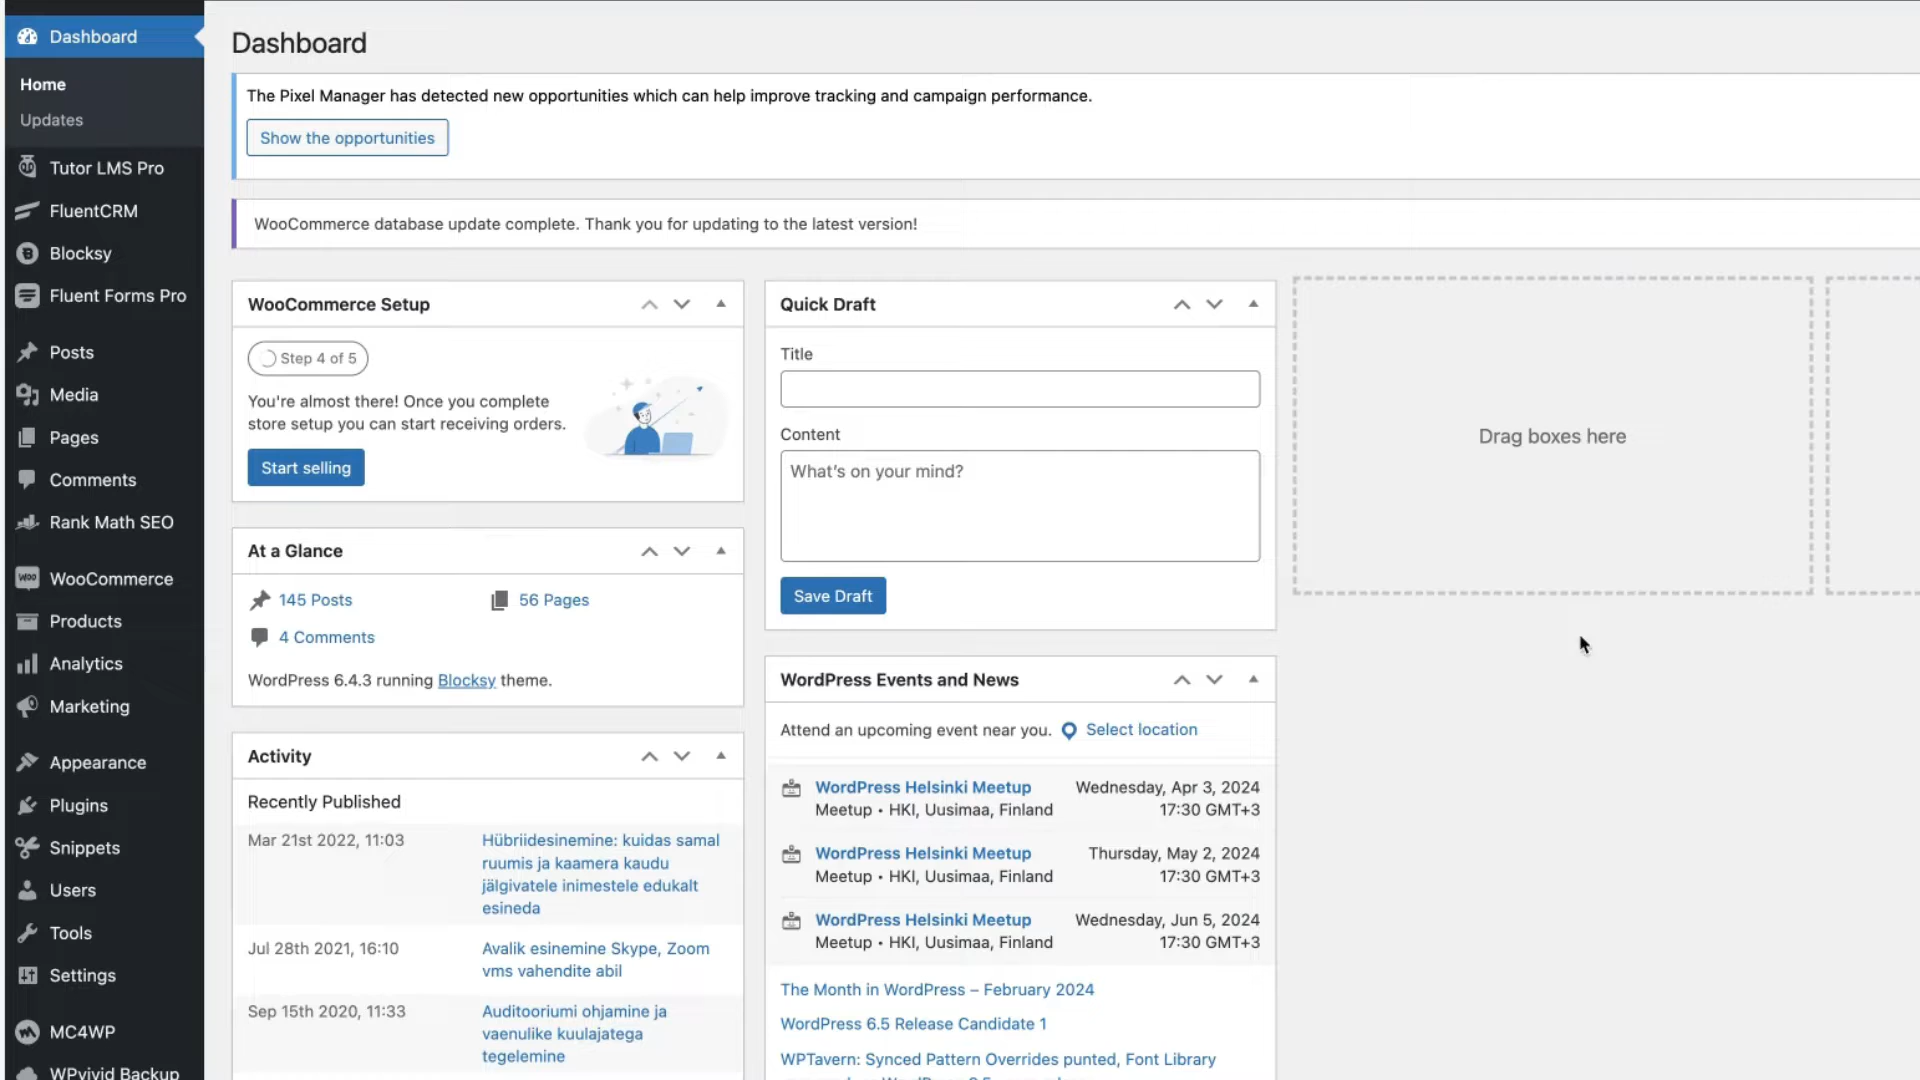 Dashboard
Home
Updates
Tutor LMS Pro
FluentCRM
Blocksy
Fluent Forms Pro
Posts
Media
Pages
Comments
Rank Math SEO
WooCommerce
Products
Analytics
Marketing
Appearance
Plugins
Snippets
Users
Tools
Settings
MC4WP
WPvivid Backup
Dashboard
The Pixel Manager has detected new opportunities which can help improve tracking and campaign performance.
Show the opportunities
WooCommerce database update complete. Thank you for updating to the latest version!
WooCommerce Setup
Step 4 of 5
You're almost there! Once you complete
store setup you can start receiving orders.
Start selling
At a Glance
145 Posts
56 Pages
4 Comments
WordPress 6.4.3 running Blocksy theme.
Activity
Recently Published
Mar 21st 2022, 11:03
Hübriidesinemine: kuidas samal
ruumis ja kaamera kaudu
jälgivatele inimestele edukalt
esineda
Jul 28th 2021, 16:10
Avalik esinemine Skype, Zoom
vms vahendite abil
Sep 15th 2020, 11:33
Auditooriumi ohjamine ja
vaenulike kuulajatega
tegelemine
Quick Draft
Title
Content
What's on your mind?
Save Draft
WordPress Events and News
Attend an upcoming event near you. Select location
WordPress Helsinki Meetup
Meetup • HKI, Uusimaa, Finland
Wednesday, Apr 3, 2024
17:30 GMT+3
WordPress Helsinki Meetup
Meetup • HKI, Uusimaa, Finland
Thursday, May 2, 2024
17:30 GMT+3
WordPress Helsinki Meetup
Meetup • HKI, Uusimaa, Finland
Wednesday, Jun 5, 2024
17:30 GMT+3
The Month in WordPress – February 2024
WordPress 6.5 Release Candidate 1
WPTavern: Synced Pattern Overrides punted, Font Library
Drag boxes here